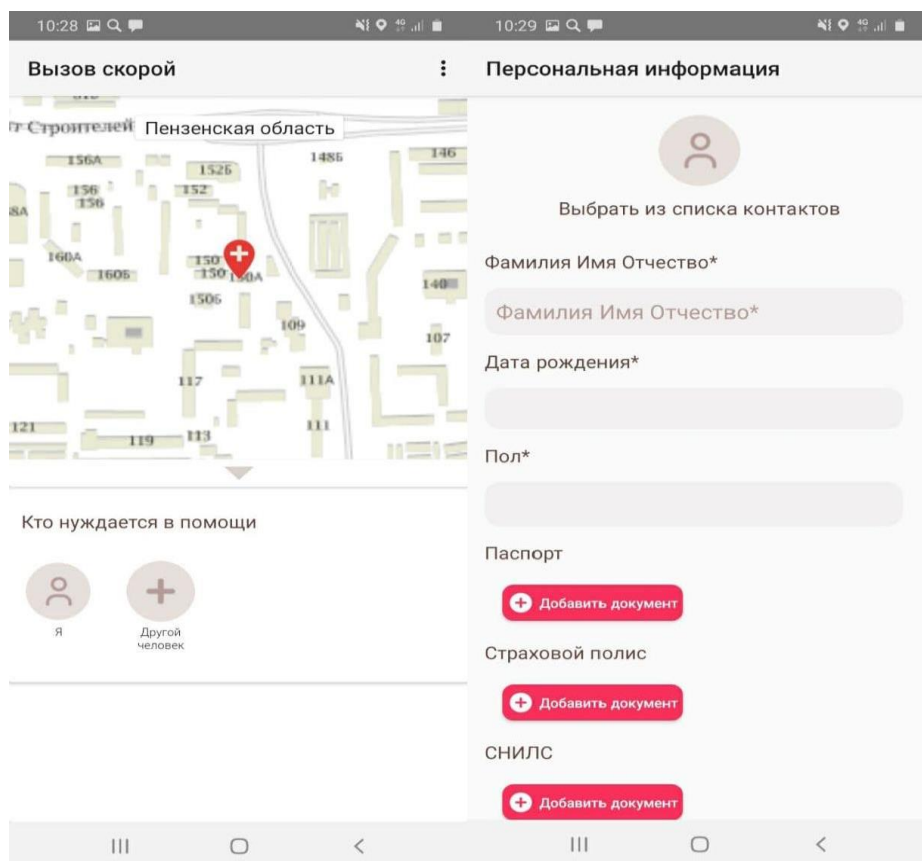 10:28
4G
Вызов скорой
Строителей
Пензенская область
156А
152Б
148Б
146
156
156
152
160А
160Б
150
150
150А
150Б
140
109
107
117
111А
121
119
113
111
Кто нуждается в помощи
Я
Другой
человек
10:29
4G
Персональная информация
Выбрать из списка контактов
Фамилия Имя Отчество*
Фамилия Имя Отчество*
Дата рождения*
Пол*
Паспорт
Добавить документ
Страховой полис
Добавить документ
СНИЛС
Добавить документ